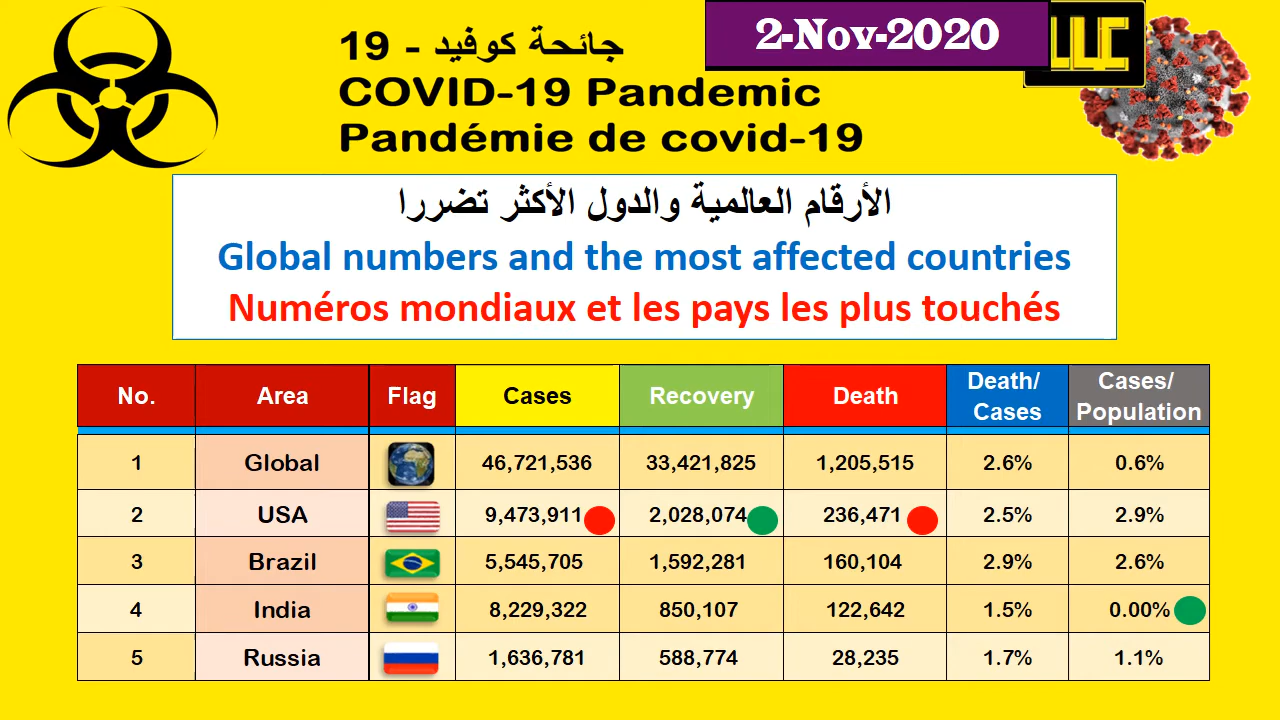 2-Nov-2020
LLC
جائحة كوفيد - 19
COVID-19 Pandemic
Pandémie de covid-19
الأرقام العالمية والدول الأكثر تضررا
Global numbers and the most affected countries
Numéros mondiaux et les pays les plus touchés
No. Area Flag Cases Recovery Death Death/ Cases Cases/ Population
1 Global 46,721,536 33,421,825 1,205,515 2.6% 0.6%
2 USA 9,473,911 2,028,074 236,471 2.5% 2.9%
3 Brazil 5,545,705 1,592,281 160,104 2.9% 2.6%
4 India 8,229,322 850,107 122,642 1.5% 0.00%
5 Russia 1,636,781 588,774 28,235 1.7% 1.1%